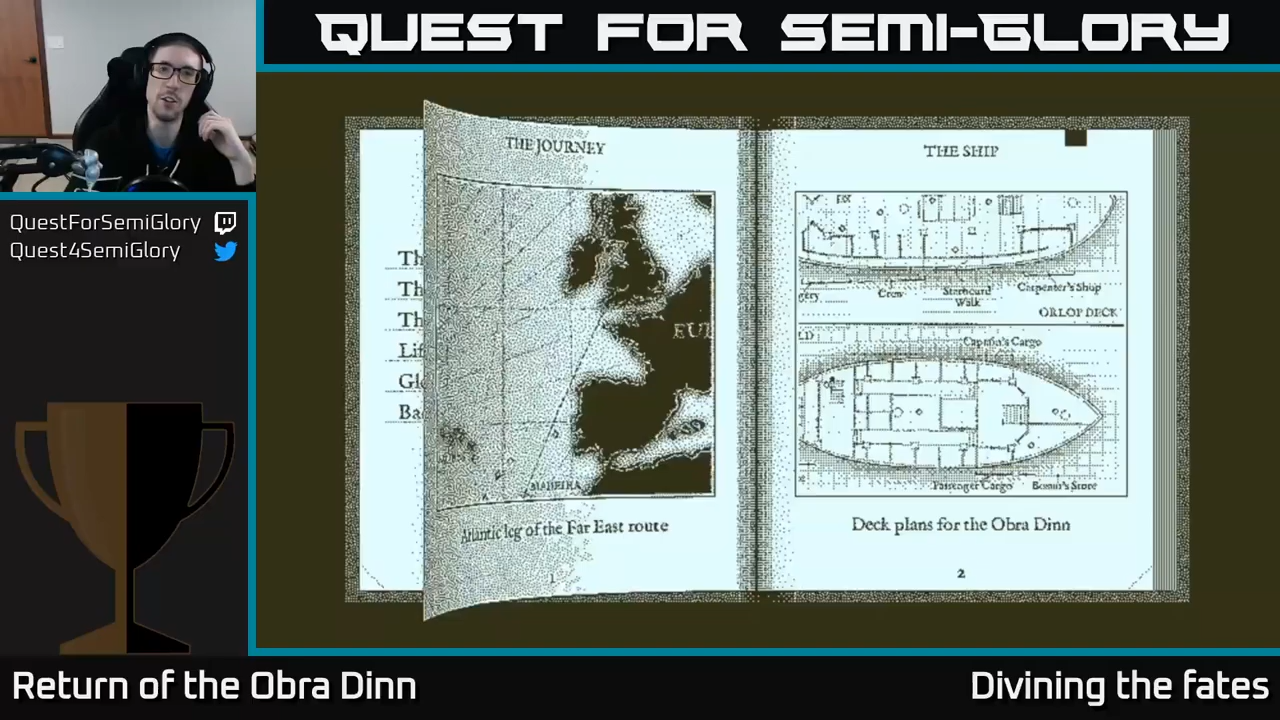 QUEST FOR SEMI-GLORY
QuestForSemiGlory
Quest4SemiGlory
THE JOURNEY
MADEIRA
Atlantic leg of the Far East route
1
THE SHIP
Crew
Starboard
Walk
Carpenter's Shop
ORLOP DECK
Captain's Cargo
Passenger Cargo
Bosun's Store
Deck plans for the Obra Dinn
2
Return of the Obra Dinn
Divining the fates